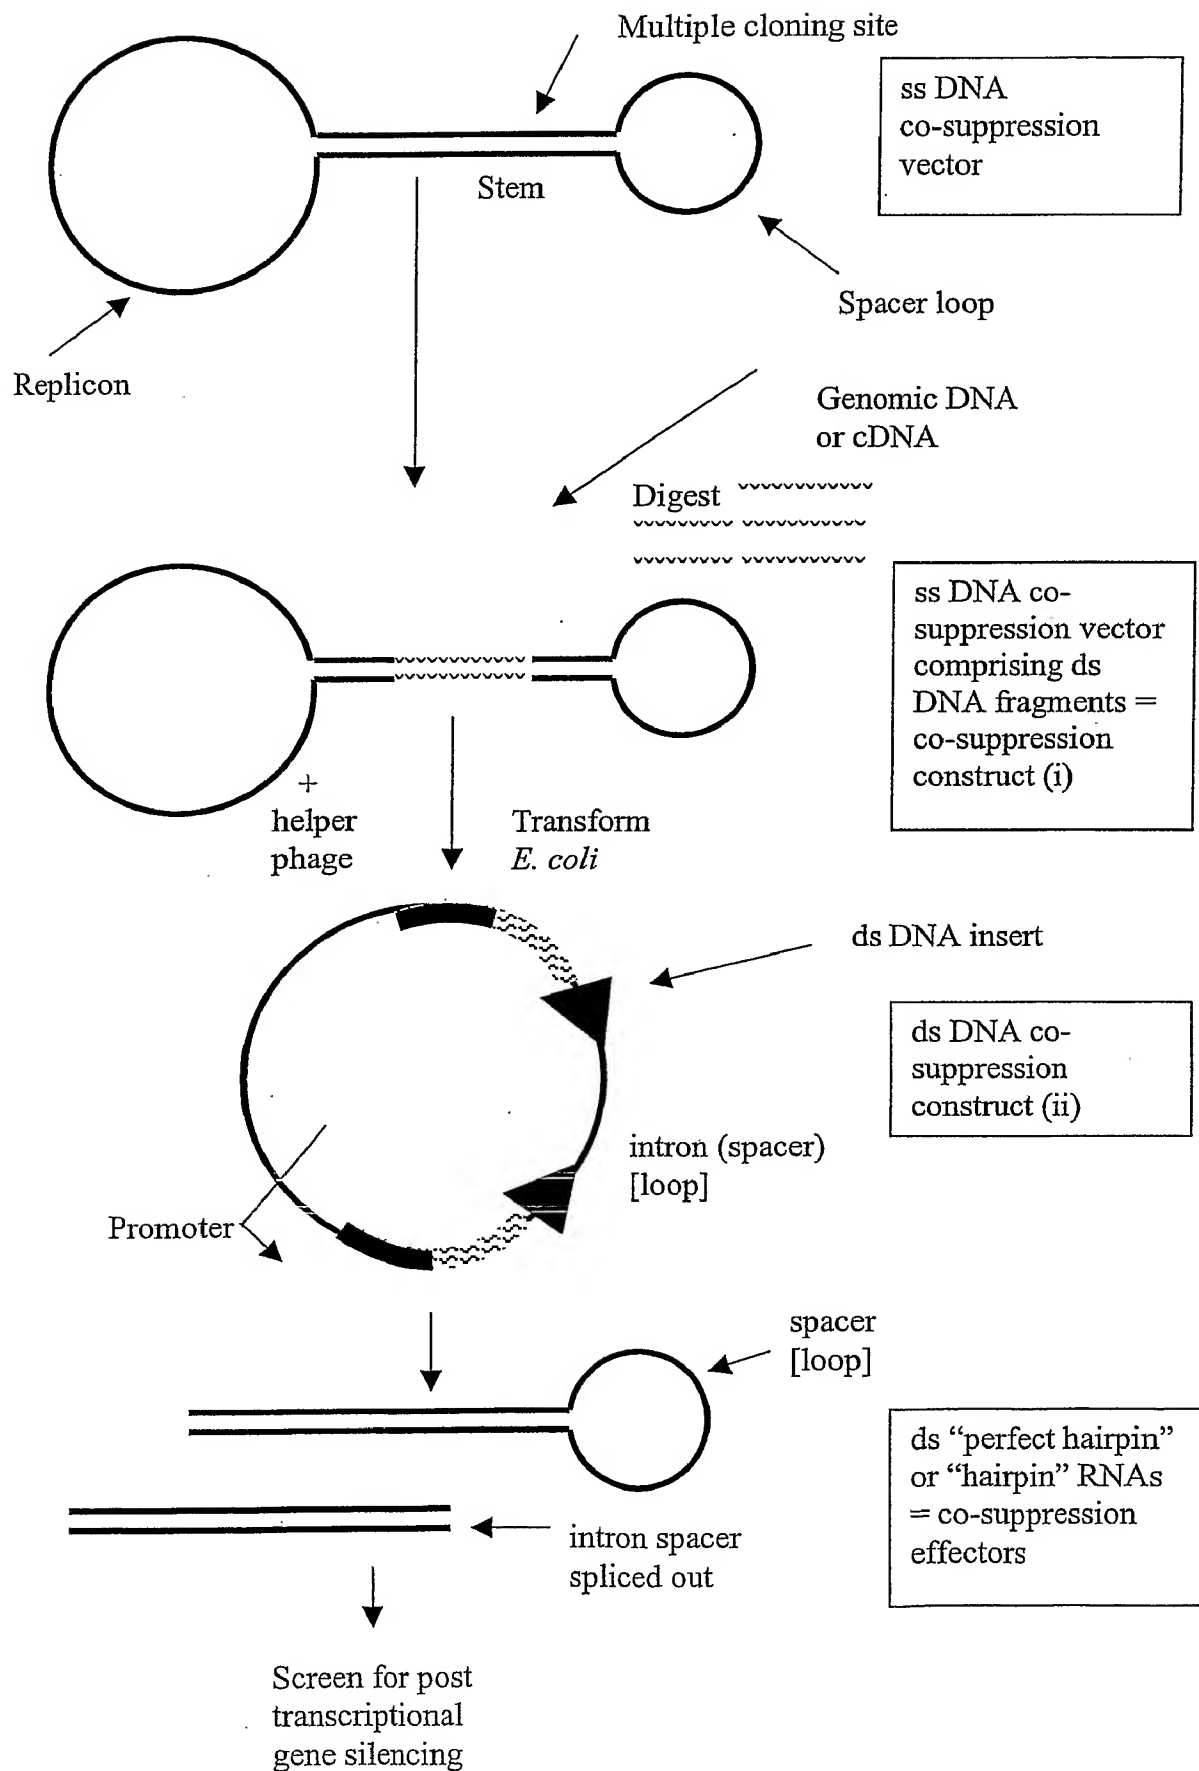 Multiple cloning site
ss DNA
co-suppression
vector
Stem
Spacer loop
Replicon
Genomic DNA
or cDNA
Digest
ss DNA co-
suppression vector
comprising ds
DNA fragments =
co-suppression
construct (i)
+
helper
phage
Transform
E. coli
ds DNA insert
ds DNA co-
suppression
construct (ii)
intron (spacer)
[loop]
Promoter
spacer
[loop]
ds “perfect hairpin”
or “hairpin” RNAs
= co-suppression
effectors
intron spacer
spliced out
Screen for post
transcriptional
gene silencing